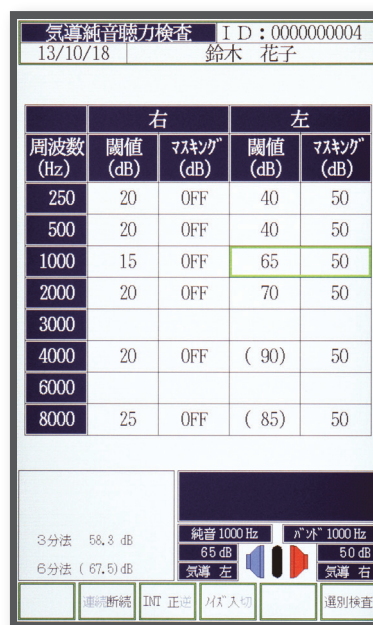 気導純音聴力検査 ID:0000000004
13/10/18 鈴木 花子
右 左
周波数(Hz) 閾値(dB) マスキング(dB) 閾値(dB) マスキング(dB)
250 20 OFF 40 50
500 20 OFF 40 50
1000 15 OFF 65 50
2000 20 OFF 70 50
3000
4000 20 OFF ( 90) 50
6000
8000 25 OFF ( 85) 50
3分法 58.3 dB
6分法 ( 67.5) dB
純音 1000 Hz バンド 1000 Hz
65 dB 50 dB
気導 左 気導 右
連続断続 INT 正逆 ノイズ入切 選別検査